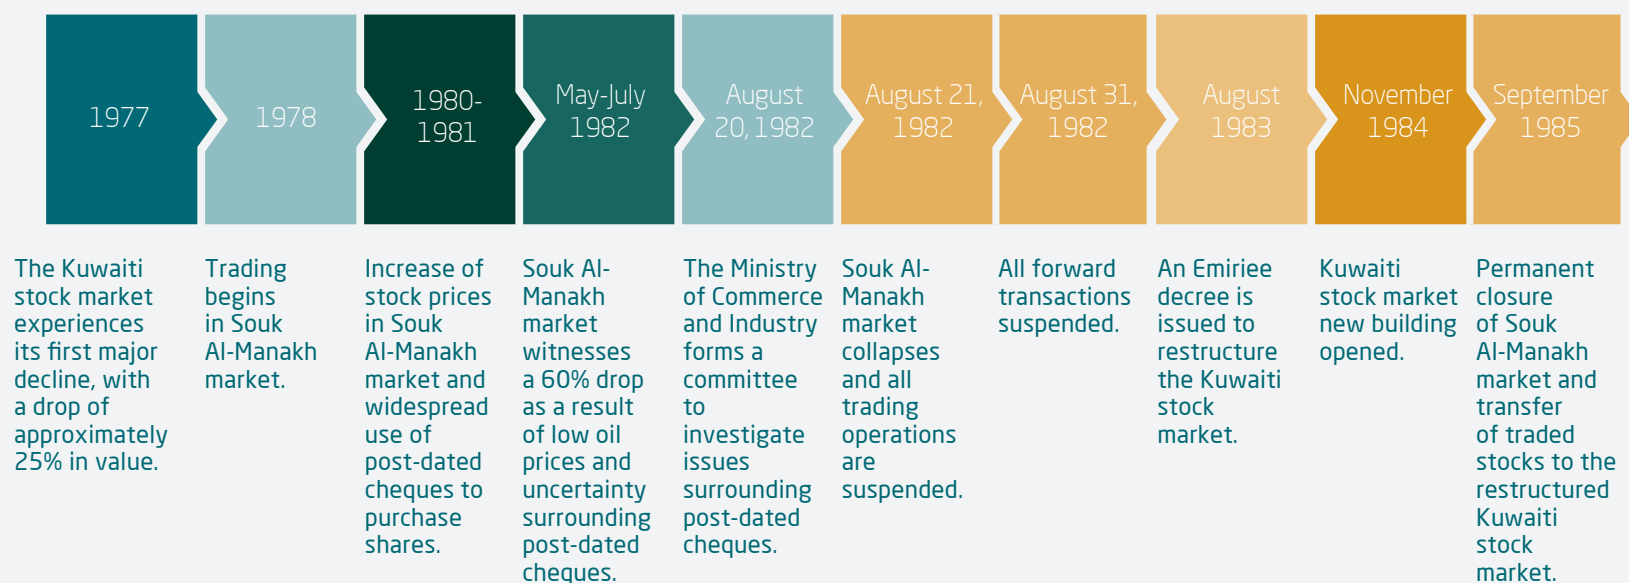 1977
1978
1980-
1981
May-July
1982
August
20, 1982
August 21,
1982
August 31,
1982
August
1983
November
1984
September
1985
The Kuwaiti
stock market
experiences
its first major
decline, with
a drop of
approximately
25% in value.
Trading
begins
in Souk
Al-Manakh
market.
Increase of
stock prices
in Souk
Al-Manakh
market and
widespread
use of
post-dated
cheques to
purchase
shares.
Souk Al-
Manakh
market
witnesses
a 60% drop
as a result
of low oil
prices and
uncertainty
surrounding
post-dated
cheques.
The Ministry
of Commerce
and Industry
forms a
committee
to
investigate
issues
surrounding
post-dated
cheques.
Souk Al-
Manakh
market
collapses
and all
trading
operations
are
suspended.
All forward
transactions
suspended.
An Emiriee
decree is
issued to
restructure
the Kuwaiti
stock
market.
Kuwaiti
stock market
new building
opened.
Permanent
closure
of Souk
Al-Manakh
market and
transfer
of traded
stocks to the
restructured
Kuwaiti
stock
market.